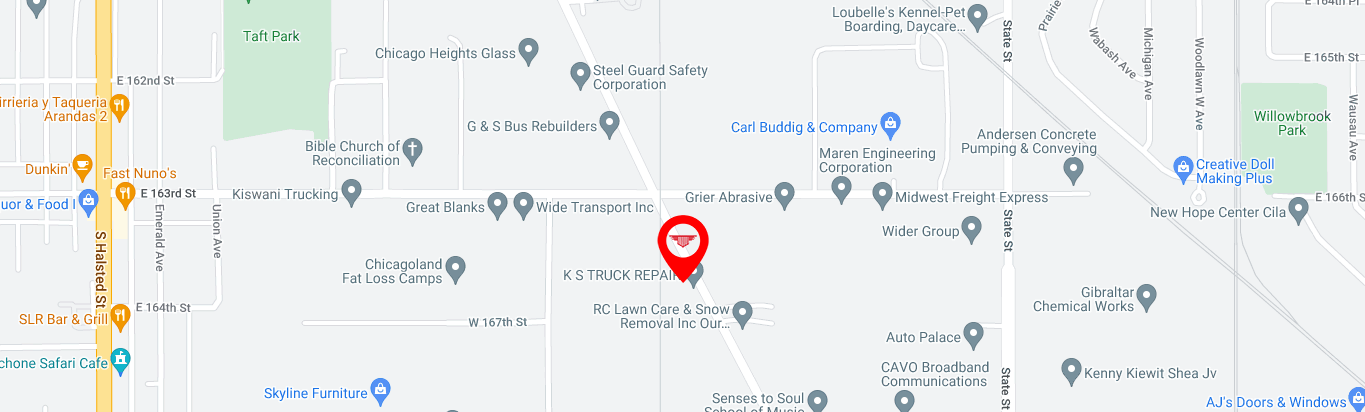 E 164th Pl
Loubelle's Kennel-Pet
Boarding, Daycare...
State St
Prairie
Wabash Ave
Michigan Ave
Woodlawn W Ave
Taft Park
Chicago Heights Glass
E 165th St
Steel Guard Safety
Corporation
E 162nd St
Arandas 2
Taqueria
Wausau Ave
Willowbrook
Park
G & S Bus Rebuilders
Carl Buddig & Company
Andersen Concrete
Pumping & Conveying
Bible Church of
Reconciliation
Maren Engineering
Corporation
Dunkin'
Fast Nuno's
Creative Doll
Making Plus
E 163rd St
Kiswani Trucking
Grier Abrasive
Midwest Freight Express
E 166th St
& Food
Great Blanks
Wide Transport Inc
New Hope Center Cila
Emerald Ave
Union Ave
S Halsted St
State St
Wider Group
Chicagoland
Fat Loss Camps
K S TRUCK REPAIR
Gibraltar
Chemical Works
E 164th St
SLR Bar & Grill
W 167th St
RC Lawn Care & Snow
Removal Inc Our...
Auto Palace
Safari Cafe
CAVO Broadband
Communications
Kenny Kiewit Shea Jv
State St
Skyline Furniture
Senses to Soul
School of Music
AJ's Doors & Windows